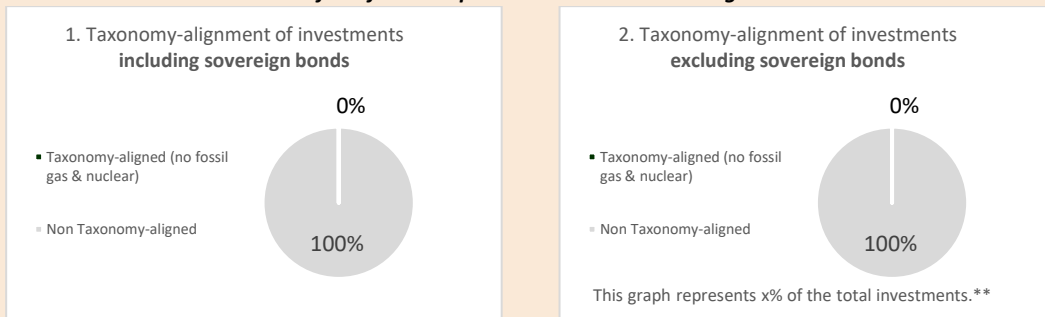 1. Taxonomy-alignment of investments
including sovereign bonds
0%
Taxonomy-aligned (no fossil
gas & nuclear)
Non Taxonomy-aligned
100%
2. Taxonomy-alignment of investments
excluding sovereign bonds
0%
Taxonomy-aligned (no fossil
gas & nuclear)
Non Taxonomy-aligned
100%
This graph represents x% of the total investments.**